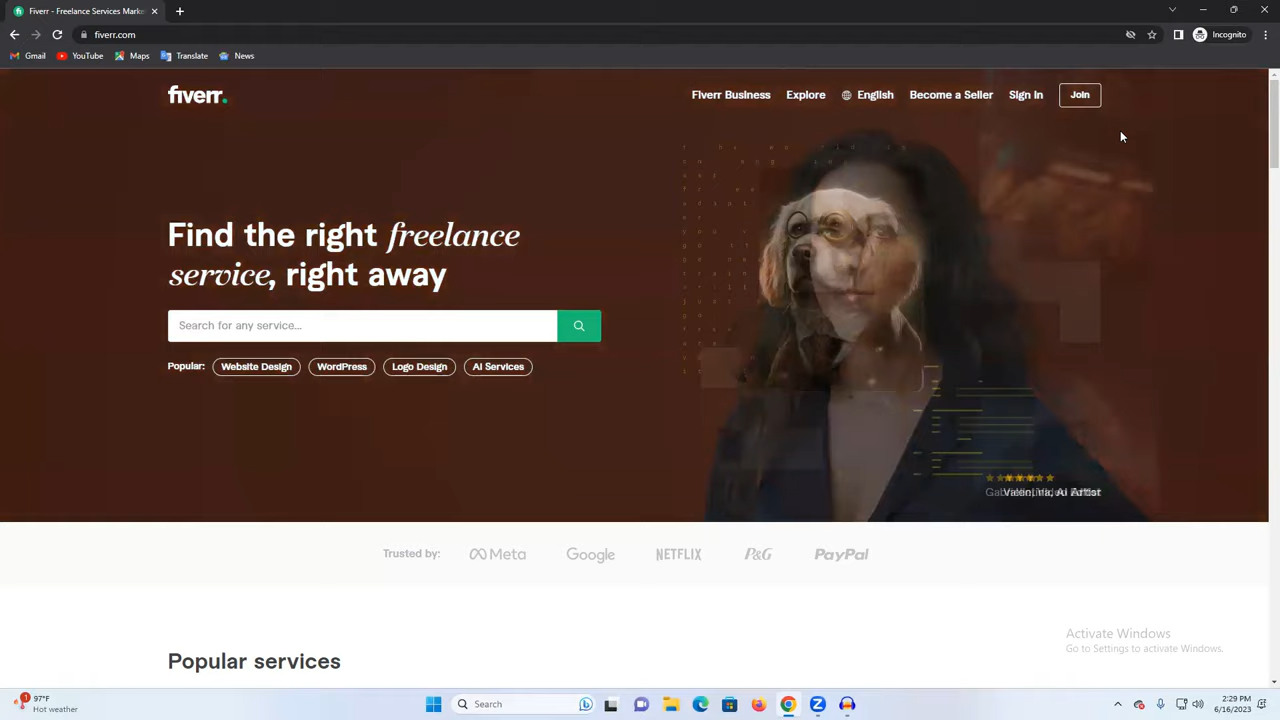 Fiverr - Freelance Services Mark
fiverr.com
Incognito
Gmail
YouTube
Maps
Translate
News
fiverr.
Fiverr Business
Explore
English
Become a Seller
Sign in
Join
Find the right freelance
service, right away
Search for any service...
Popular:
Website Design
WordPress
Logo Design
AI Services
Trusted by:
Meta
Google
NETFLIX
P&G
PayPal
Popular services
Activate Windows
Go to Settings to activate Windows.
1
97°F
Hot weather
Search
2:29 PM
6/16/2023